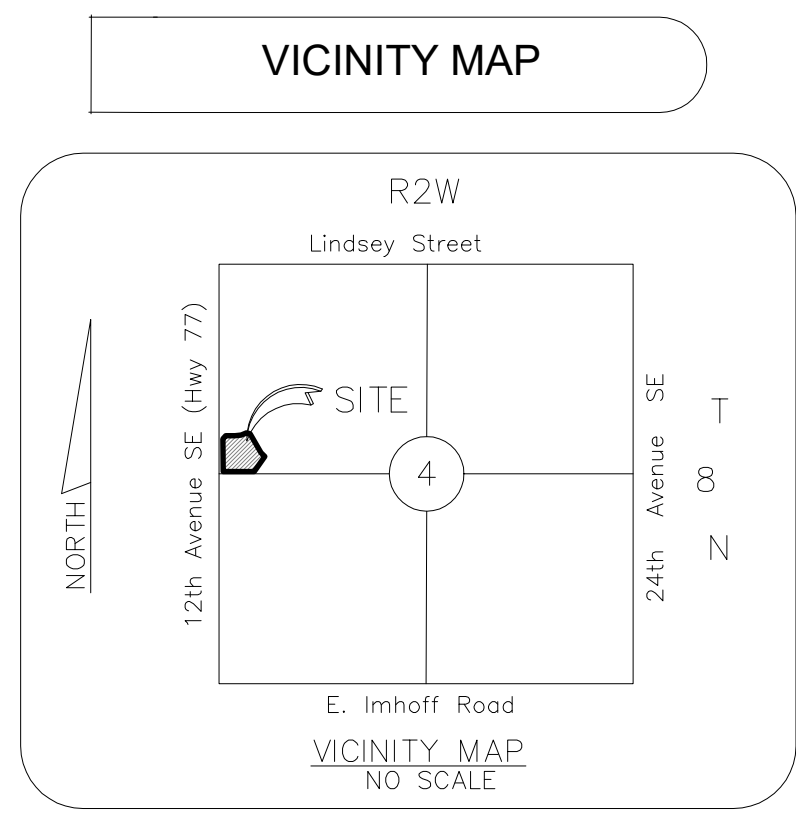 VICINITY MAP
R2W
Lindsey Street
12th Avenue SE (Hwy 77)
SITE
4
24th Avenue SE
T
8
N
NORTH
E. Imhoff Road
VICINITY MAP
NO SCALE